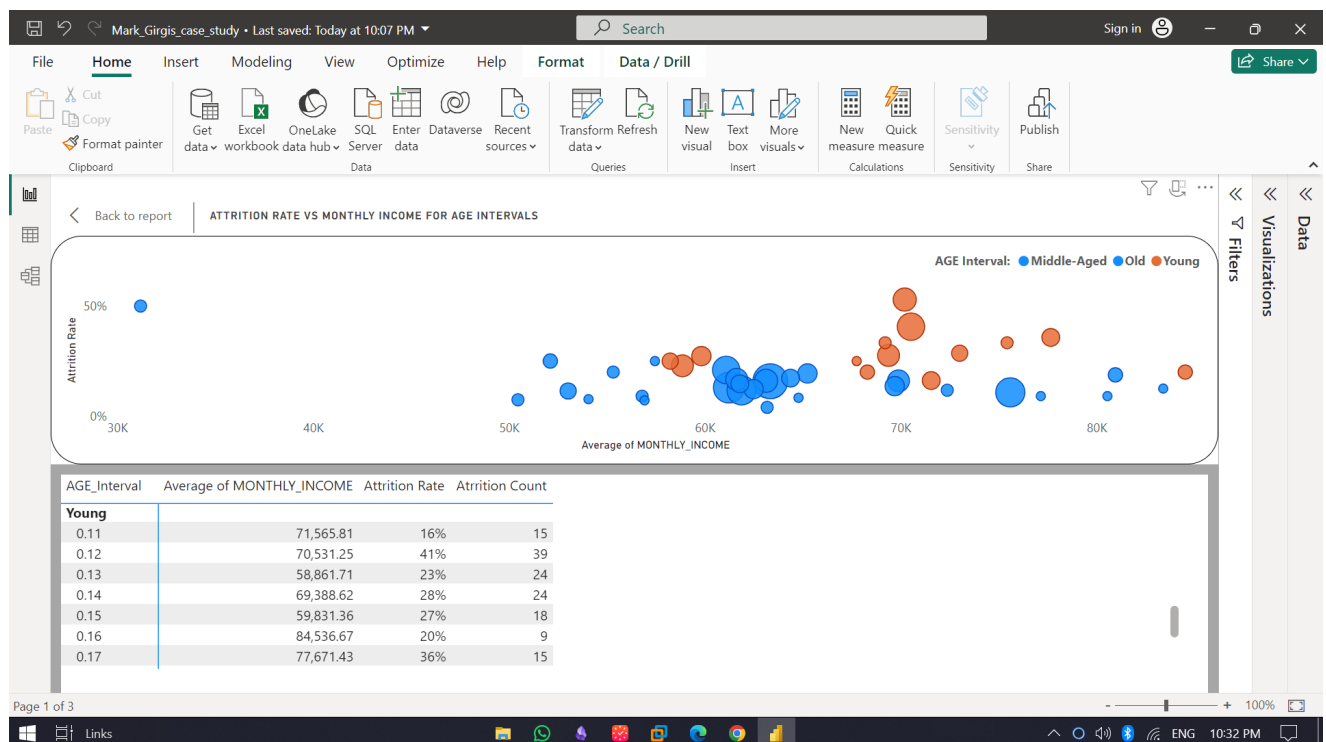 Mark_Girgis_case_study • Last saved: Today at 10:07 PM
Search
Sign in
File Home Insert Modeling View Optimize Help Format Data / Drill
Share
Paste
Cut
Copy
Format painter
Clipboard
Get data
Excel workbook
OneLake data hub
SQL Server
Enter data
Dataverse
Recent sources
Data
Transform data
Refresh
Queries
New visual
Text box
More visuals
Insert
New measure
Quick measure
Calculations
Sensitivity
Sensitivity
Publish
Share
Back to report
ATTRITION RATE VS MONTHLY INCOME FOR AGE INTERVALS
AGE Interval: Middle-Aged Old Young
Attrition Rate
50%
0%
30K 40K 50K 60K 70K 80K
Average of MONTHLY_INCOME
Filters
Visualizations
Data
AGE_Interval Average of MONTHLY_INCOME Attrition Rate Atrrition Count
Young
0.11 71,565.81 16% 15
0.12 70,531.25 41% 39
0.13 58,861.71 23% 24
0.14 69,388.62 28% 24
0.15 59,831.36 27% 18
0.16 84,536.67 20% 9
0.17 77,671.43 36% 15
Page 1 of 3
- + 100%
Links
ENG 10:32 PM